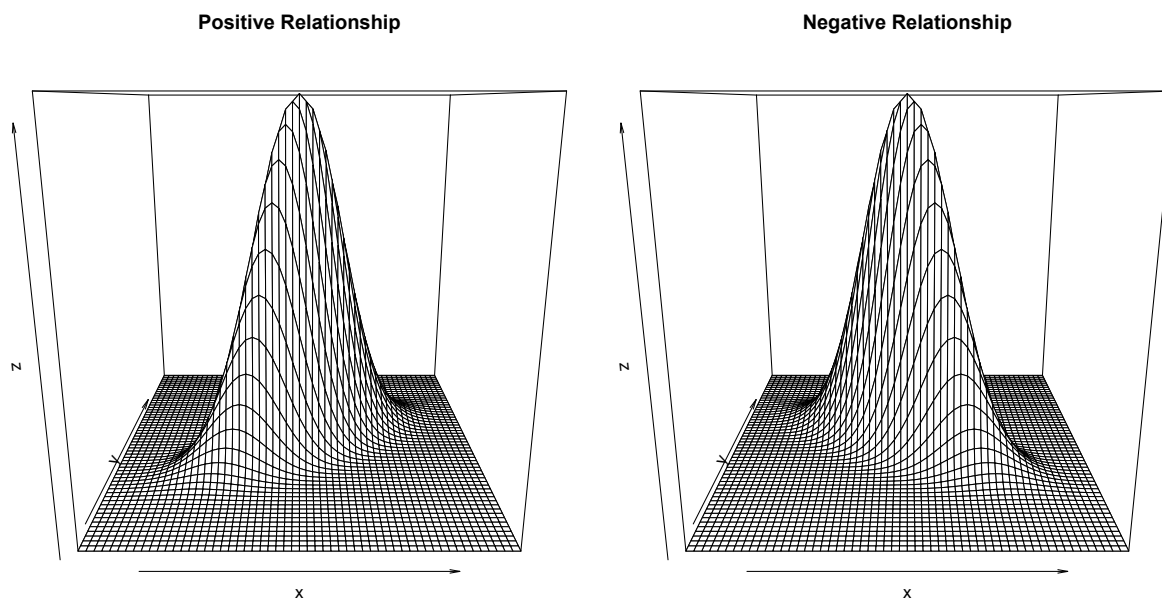 Positive Relationship
Negative Relationship
z
y
x
z
y
x